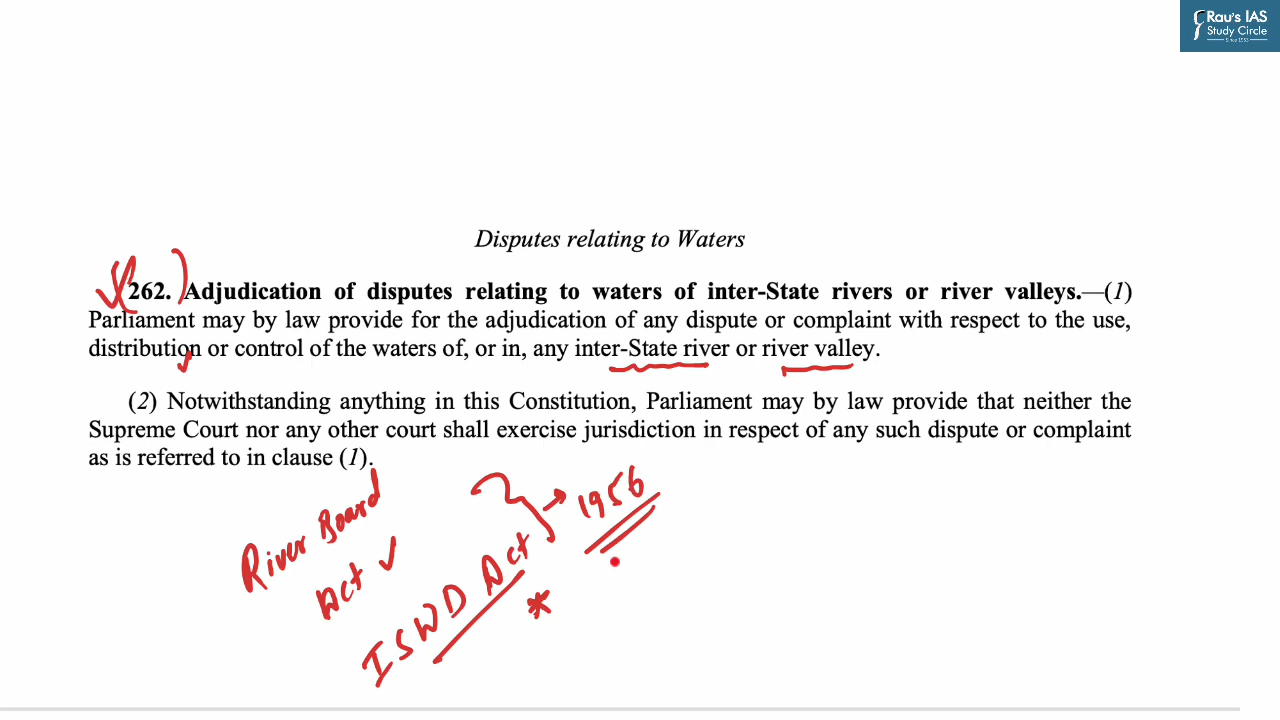 Rau's IAS
Study Circle
Since 1953
Disputes relating to Waters
262. Adjudication of disputes relating to waters of inter-State rivers or river valleys.—(1)
Parliament may by law provide for the adjudication of any dispute or complaint with respect to the use,
distribution or control of the waters of, or in, any inter-State river or river valley.
(2) Notwithstanding anything in this Constitution, Parliament may by law provide that neither the
Supreme Court nor any other court shall exercise jurisdiction in respect of any such dispute or complaint
as is referred to in clause (1).
River Board
Act
ISWD Act
1956